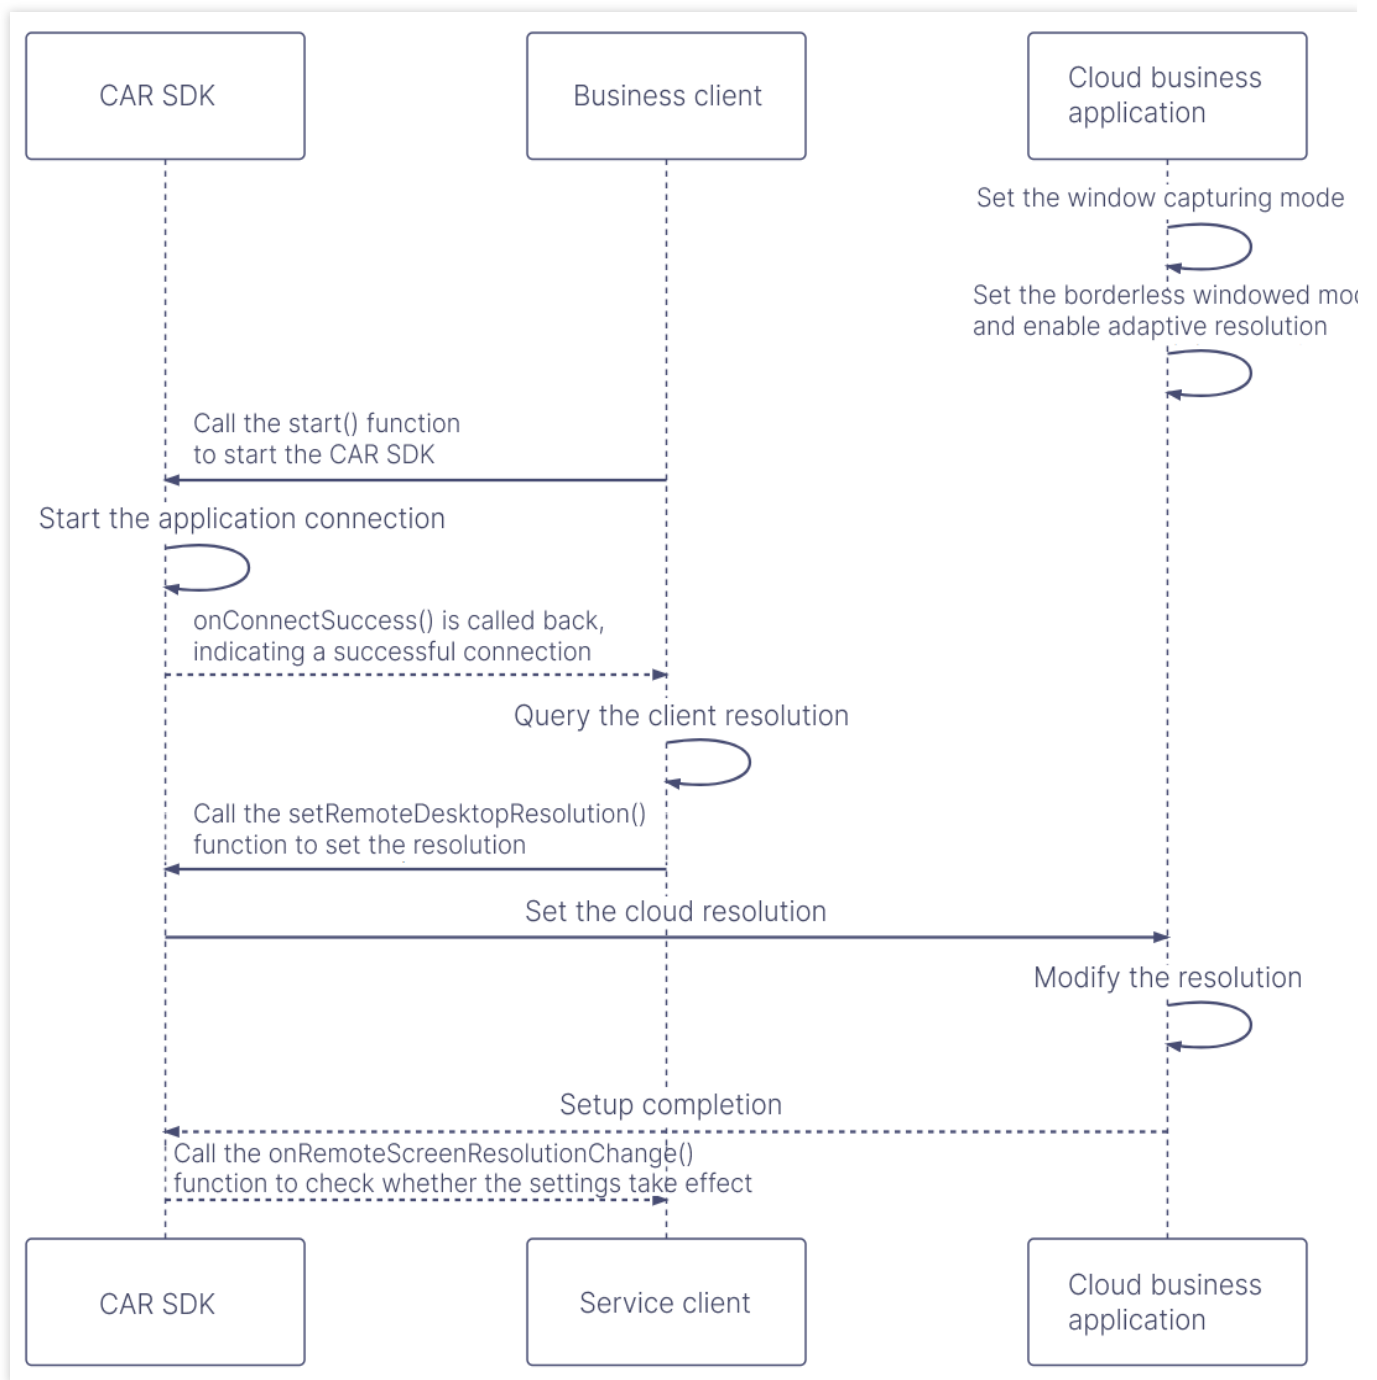 CAR SDK
Business client
Cloud business
application
Set the window capturing mode
Set the borderless windowed
and enable adaptive resolution
Call the start() function
to start the CAR SDK
Start the application connection
onConnectSuccess() is called back,
indicating a successful connection
Query the client resolution
Call the setRemoteDesktopResolution()
function to set the resolution
Set the cloud resolution
Modify the resolution
Setup completion
Call the onRemoteScreenResolutionChange()
function to check whether the settings take effect
CAR SDK
Service client
Cloud business
application